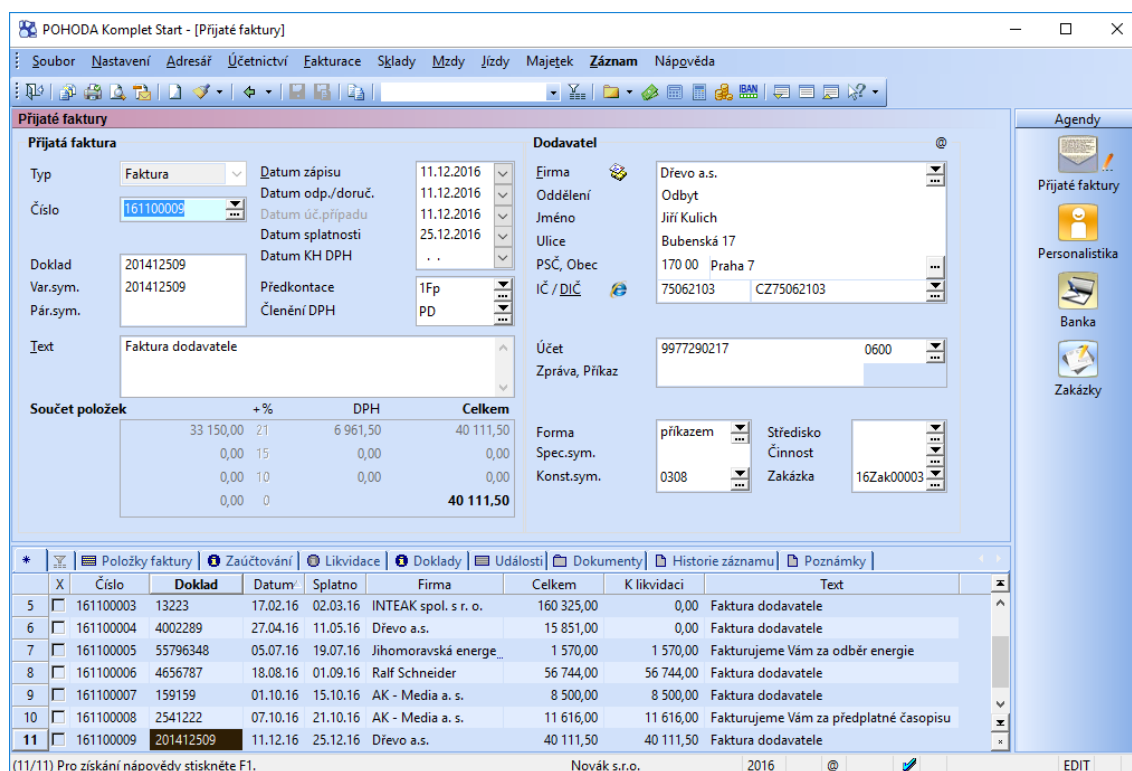 POHODA Komplet Start - [Přijaté faktury]
Soubor Nastavení Adresář Účetnictví Fakturace Sklady Mzdy Jízdy Majetek Záznam Nápověda
IBAN
Přijaté faktury
Agendy
Přijatá faktura
Typ Faktura
Číslo 161100009
Doklad 201412509
Var.sym. 201412509
Pár.sym.
Datum zápisu 11.12.2016
Datum odp./doruč. 11.12.2016
Datum úč.případu 11.12.2016
Datum splatnosti 25.12.2016
Datum KH DPH . .
Předkontace 1Fp
Členění DPH PD
Text Faktura dodavatele
Součet položek +% DPH Celkem
33 150,00 21 6 961,50 40 111,50
0,00 15 0,00 0,00
0,00 10 0,00 0,00
0,00 0 40 111,50
Dodavatel @
Firma Dřevo a.s.
Oddělení Odbyt
Jméno Jiří Kulich
Ulice Bubenská 17
PSČ, Obec 170 00 Praha 7
IČ / DIČ 75062103 CZ75062103
Účet 9977290217 0600
Zpráva, Příkaz
Forma příkazem
Spec.sym.
Konst.sym. 0308
Středisko
Činnost
Zakázka 16Zak00003
Přijaté faktury
Personalistika
Banka
Zakázky
* Položky faktury Zaúčtování Likvidace Doklady Události Dokumenty Historie záznamu Poznámky
X Číslo Doklad Datum Splatno Firma Celkem K likvidaci Text
5 161100003 13223 17.02.16 02.03.16 INTEAK spol. s r. o. 160 325,00 0,00 Faktura dodavatele
6 161100004 4002289 27.04.16 11.05.16 Dřevo a.s. 15 851,00 0,00 Faktura dodavatele
7 161100005 55796348 05.07.16 19.07.16 Jihomoravská energe... 1 570,00 1 570,00 Fakturujeme Vám za odběr energie
8 161100006 4656787 18.08.16 01.09.16 Ralf Schneider 56 744,00 56 744,00 Faktura dodavatele
9 161100007 159159 01.10.16 15.10.16 AK - Media a. s. 8 500,00 8 500,00 Faktura dodavatele
10 161100008 2541222 07.10.16 21.10.16 AK - Media a. s. 11 616,00 11 616,00 Fakturujeme Vám za předplatné časopisu
11 161100009 201412509 11.12.16 25.12.16 Dřevo a.s. 40 111,50 40 111,50 Faktura dodavatele
(11/11) Pro získání nápovědy stiskněte F1. Novák s.r.o. 2016 @ EDIT